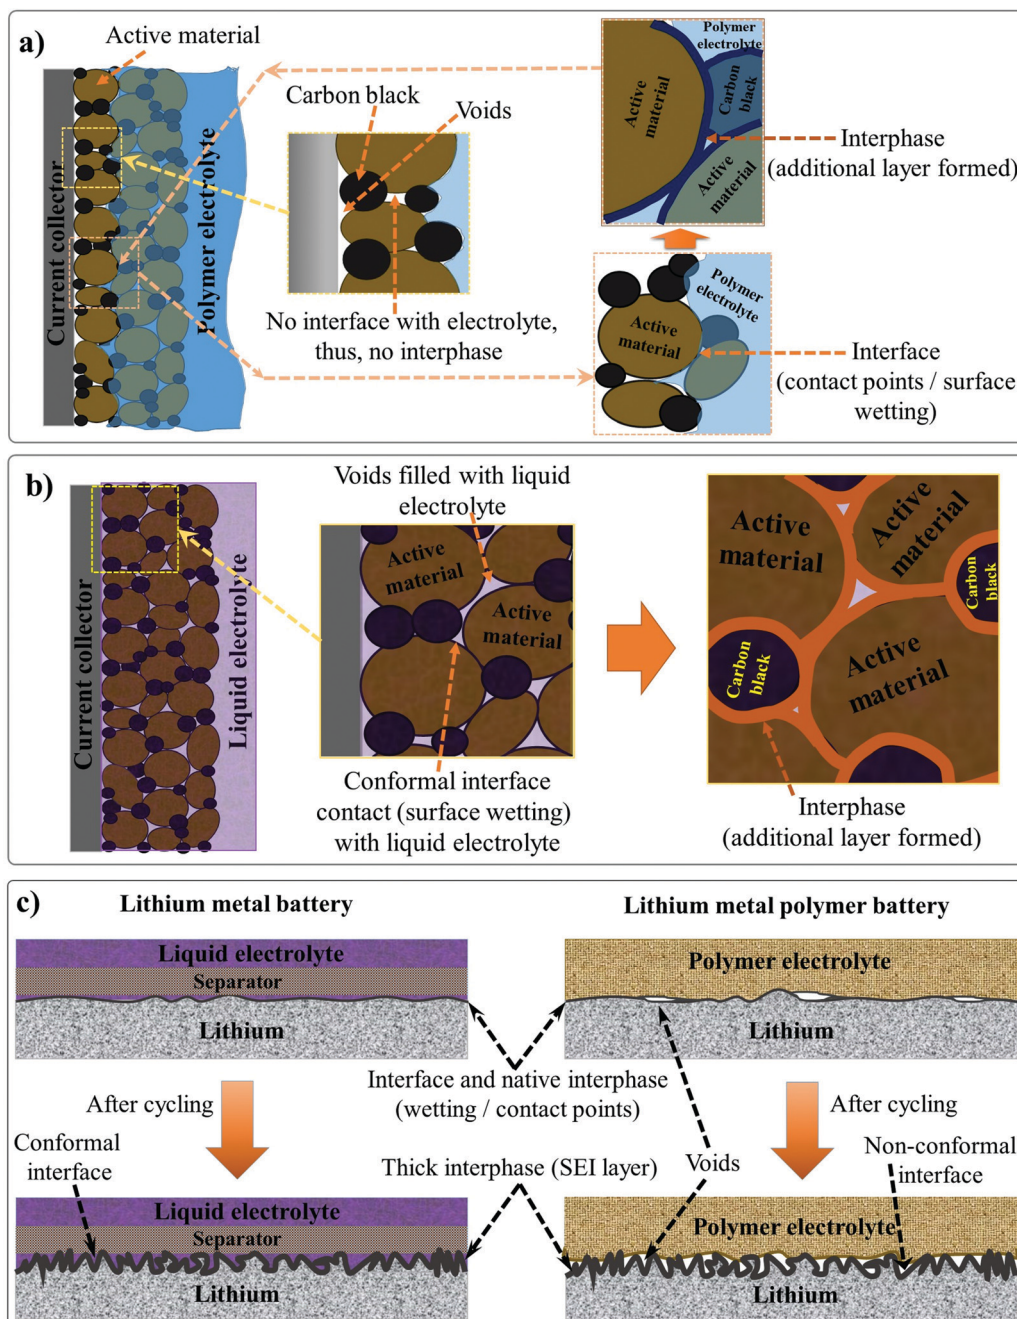 a)
Active material
Current collector
Polymer electrolyte
Carbon black
Voids
No interface with electrolyte,
thus, no interphase
Polymer
electrolyte
Active
material
Carbon
black
Active
material
Interphase
(additional layer formed)
Polymer
electrolyte
Active
material
Interface
(contact points / surface
wetting)
b)
Current collector
Liquid electrolyte
Voids filled with liquid
electrolyte
Active
material
Active
material
Conformal interface
contact (surface wetting)
with liquid electrolyte
Active
material
Active
material
Carbon
black
Carbon
black
Active
material
Interphase
(additional layer formed)
c)
Lithium metal battery
Lithium metal polymer battery
Liquid electrolyte
Separator
Lithium
Polymer electrolyte
Lithium
Interface and native interphase
(wetting / contact points)
After cycling
After cycling
Conformal
interface
Thick interphase (SEI layer)
Voids
Non-conformal
interface
Liquid electrolyte
Separator
Lithium
Polymer electrolyte
Lithium